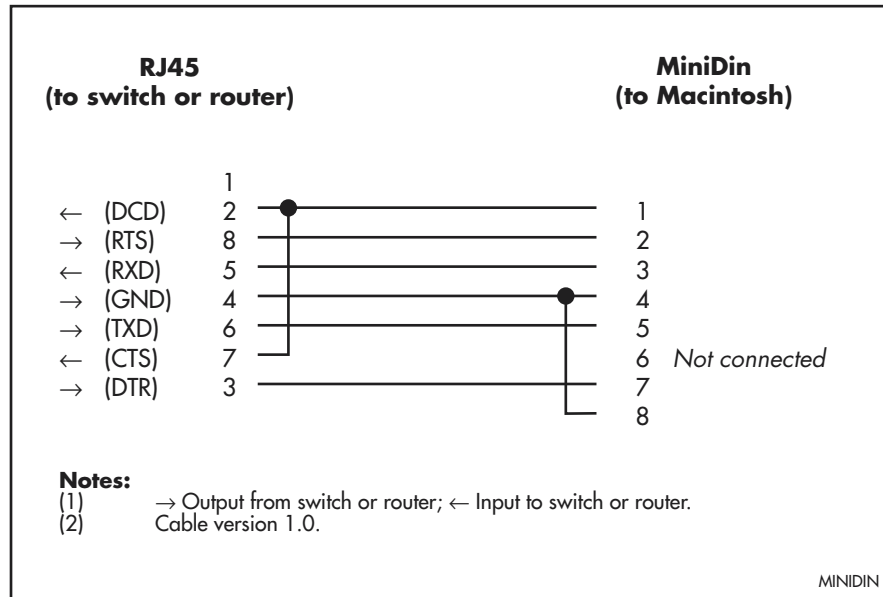 RJ45 MiniDin
(to switch or router) (to Macintosh)
1
← (DCD) 2 1
→ (RTS) 8 2
← (RXD) 5 3
→ (GND) 4 4
→ (TXD) 6 5
← (CTS) 7 6 Not connected
→ (DTR) 3 7
8
Notes:
(1) → Output from switch or router; ← Input to switch or router.
(2) Cable version 1.0.
MINIDIN